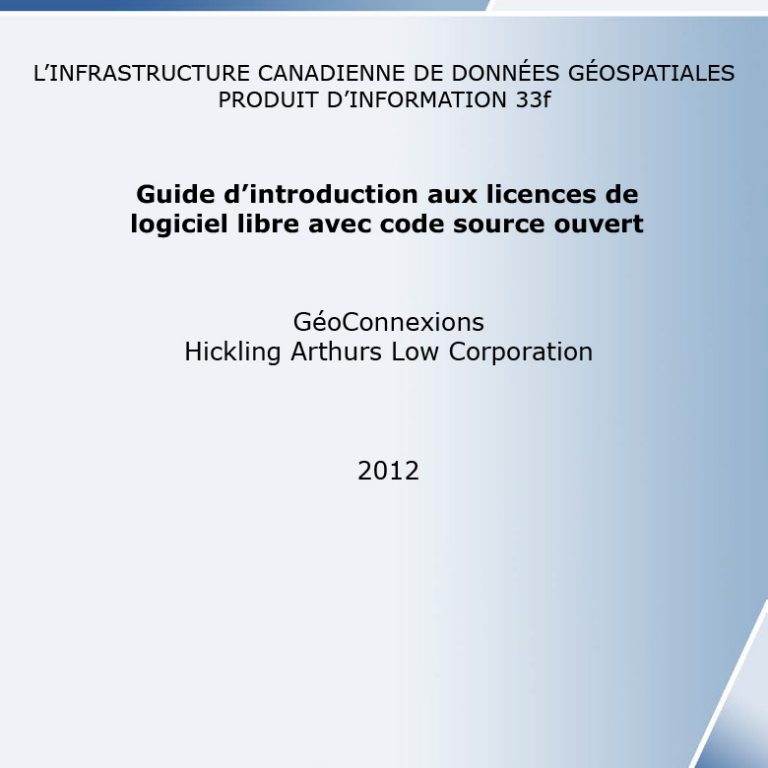 L’INFRASTRUCTURE CANADIENNE DE DONNÉES GÉOSPATIALES
PRODUIT D’INFORMATION 33f
Guide d’introduction aux licences de
logiciel libre avec code source ouvert
GéoConnexions
Hickling Arthurs Low Corporation
2012